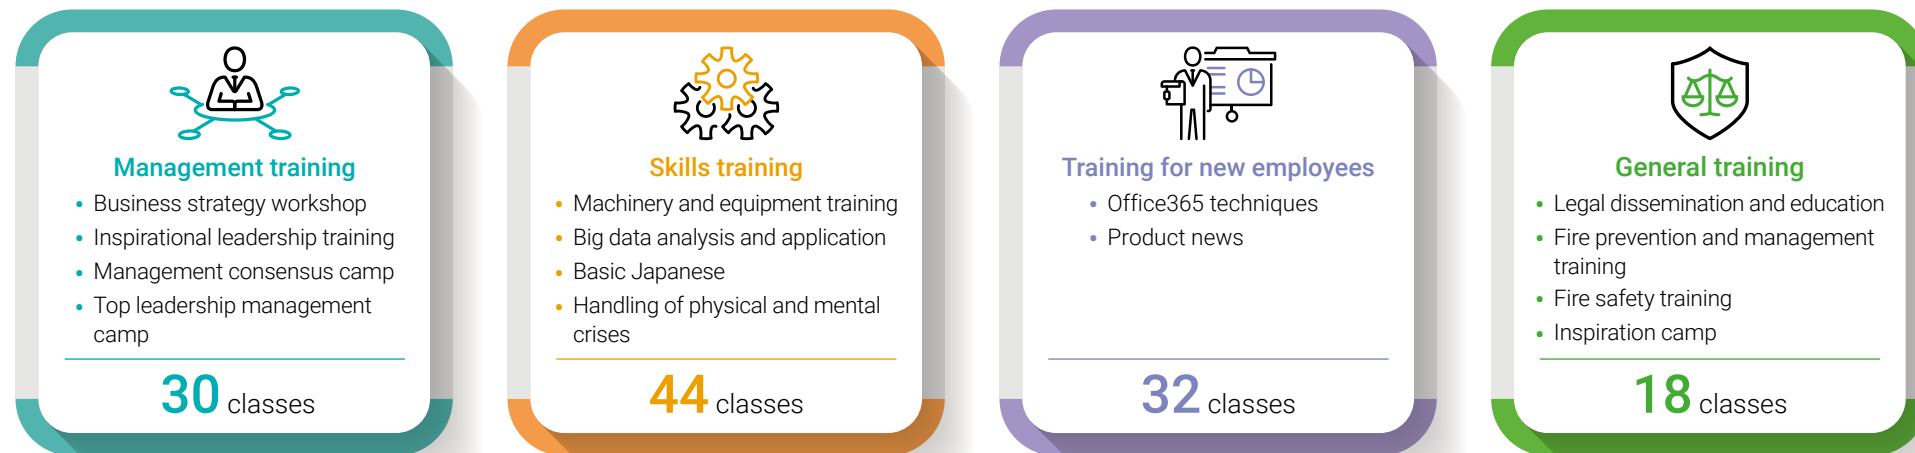 Management training
• Business strategy workshop
• Inspirational leadership training
• Management consensus camp
• Top leadership management
camp
30 classes
Skills training
• Machinery and equipment training
• Big data analysis and application
• Basic Japanese
• Handling of physical and mental
crises
44 classes
Training for new employees
• Office365 techniques
• Product news
32 classes
General training
• Legal dissemination and education
• Fire prevention and management
training
• Fire safety training
• Inspiration camp
18 classes